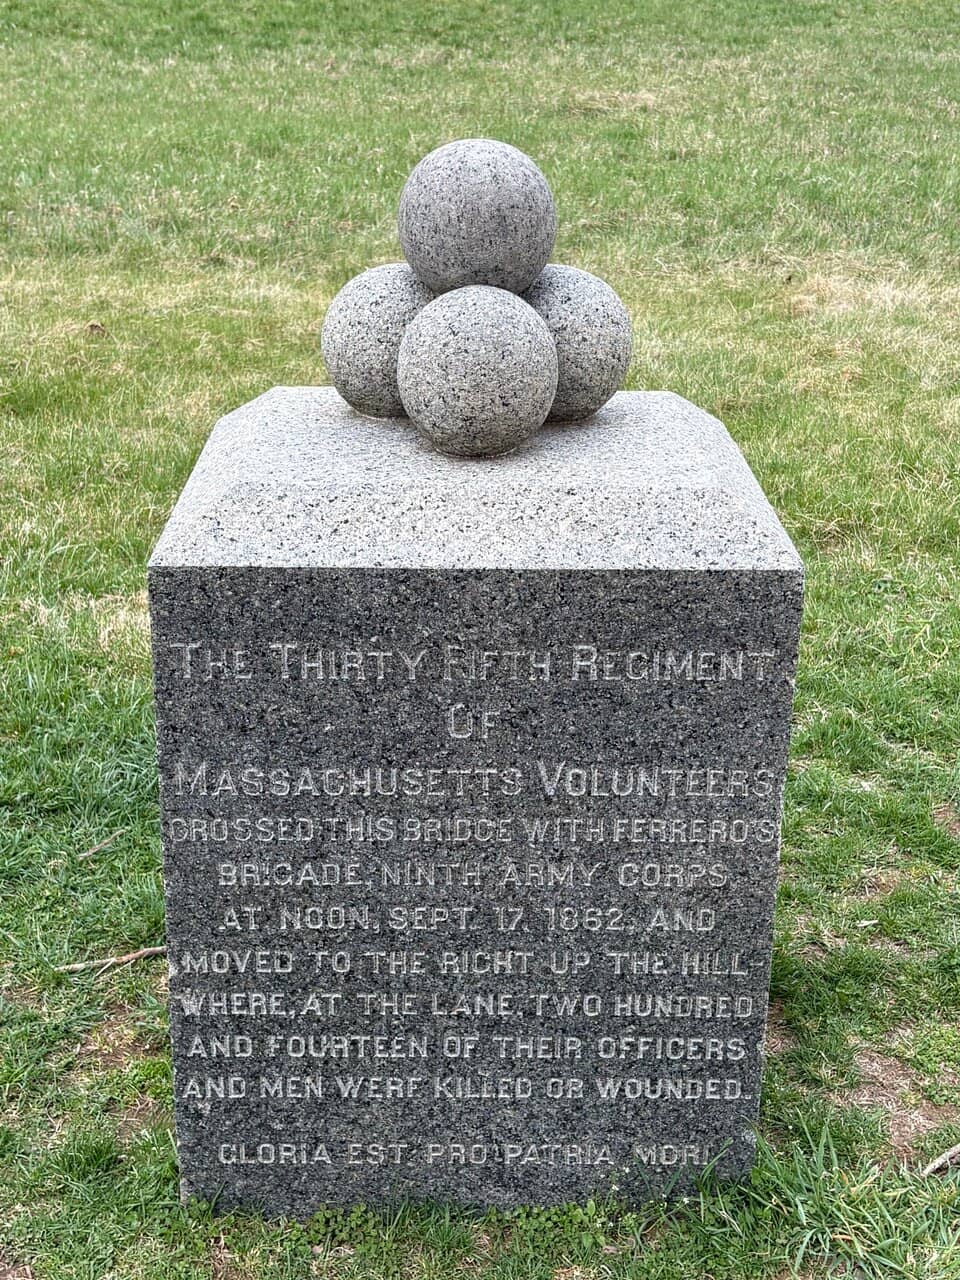 THE THIRTY FIFTH REGIMENT
OF
MASSACHUSETTS VOLUNTEERS
CROSSED THIS BRIDGE WITH FERRERO'S
BRIGADE, NINTH ARMY CORPS
AT NOON, SEPT. 17, 1862, AND
MOVED TO THE RIGHT UP THE HILL
WHERE, AT THE LANE, TWO HUNDRED
AND FOURTEEN OF THEIR OFFICERS
AND MEN WERE KILLED OR WOUNDED.
GLORIA EST PRO PATRIA MORI